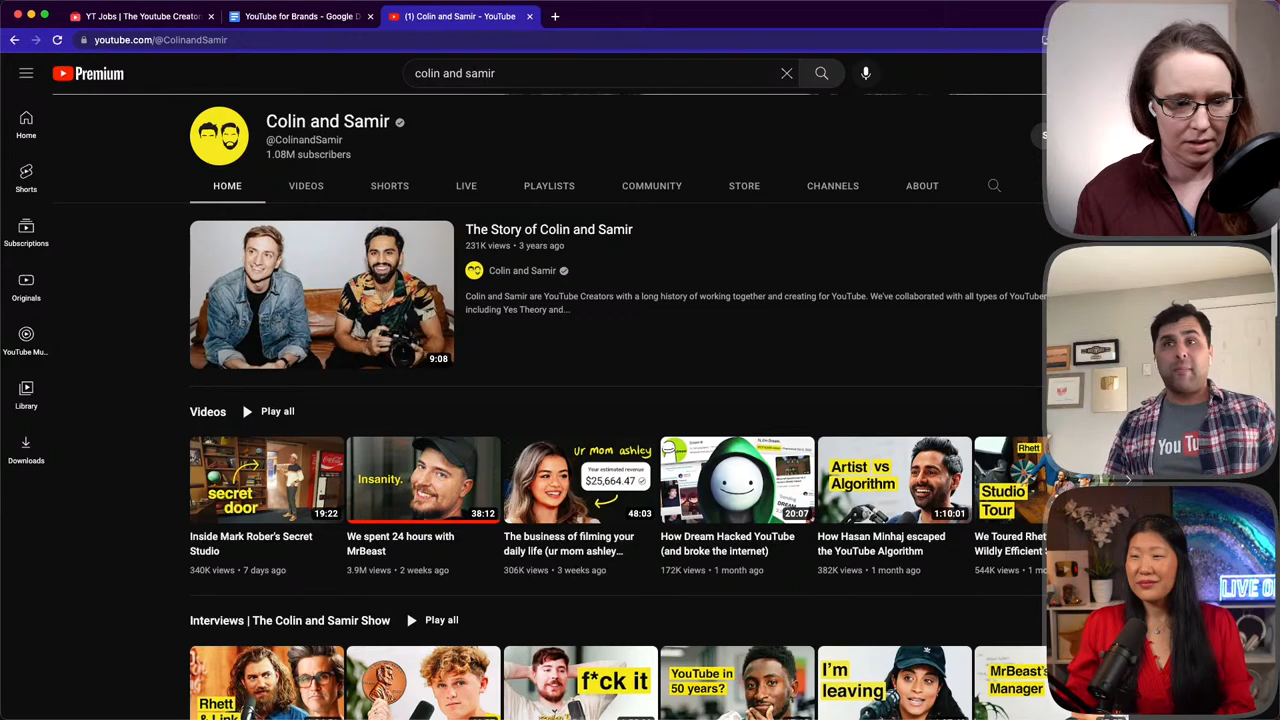 YT Jobs | The Youtube Creator
YouTube for Brands - Google D
(1) Colin and Samir - YouTube
youtube.com/@ColinandSamir
Premium
colin and samir
Home
Shorts
Subscriptions
Originals
YouTube Mu...
Library
Downloads
Colin and Samir
@ColinandSamir
1.08M subscribers
HOME
VIDEOS
SHORTS
LIVE
PLAYLISTS
COMMUNITY
STORE
CHANNELS
ABOUT
The Story of Colin and Samir
231K views • 3 years ago
Colin and Samir
Colin and Samir are YouTube Creators with a long history of working together and creating for YouTube. We've collaborated with all types of YouTuber
including Yes Theory and...
9:08
Videos
Play all
secret
door
19:22
Inside Mark Rober's Secret
Studio
340K views • 7 days ago
Insanity.
38:12
We spent 24 hours with
MrBeast
3.9M views • 2 weeks ago
ur mom ashley
Your estimated revenue
$25,664.47
48:03
The business of filming your
daily life (ur mom ashley...
306K views • 3 weeks ago
20:07
How Dream Hacked YouTube
(and broke the internet)
172K views • 1 month ago
Artist vs
Algorithm
1:10:01
How Hasan Minhaj escaped
the YouTube Algorithm
382K views • 1 month ago
Rhett
Studio
Tour
We Toured Rhet
Wildly Efficient S
544K views • 1 mo
Interviews | The Colin and Samir Show
Play all
Rhett
& Link
f*ck it
YouTube in
50 years?
I'm
leaving
MrBeast's
Manager
You Tu
LIVE O